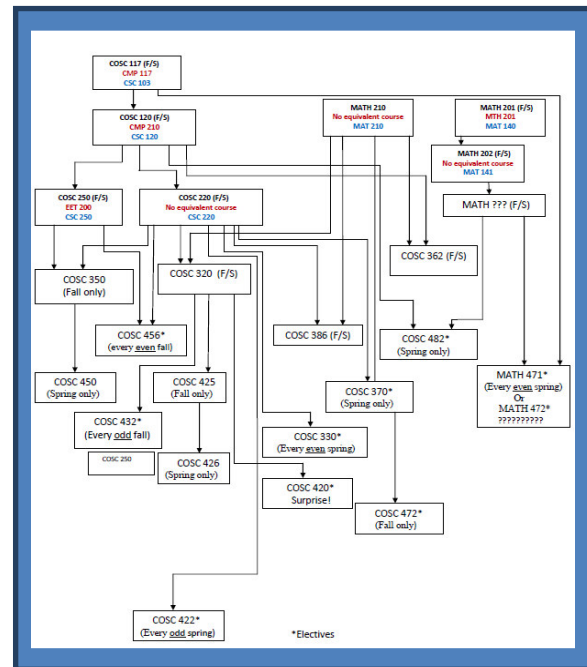 COSC 117 (F/S)
CMP 117
CSC 103
COSC 120 (F/S)
CMP 210
CSC 120
MATH 210
No equivalent course
MAT 210
MATH 201 (F/S)
MTH 201
MAT 140
MATH 202 (F/S)
No equivalent course
MAT 141
COSC 250 (F/S)
EET 200
CSC 250
COSC 220 (F/S)
No equivalent course
CSC 220
MATH ??? (F/S)
COSC 350
(Fall only)
COSC 320 (F/S)
COSC 362 (F/S)
COSC 456*
(every even fall)
COSC 386 (F/S)
COSC 482*
(Spring only)
COSC 450
(Spring only)
COSC 425
(Fall only)
COSC 370*
(Spring only)
MATH 471*
(Every even spring)
Or
MATH 472*
??????????
COSC 432*
(Every odd fall)
COSC 250
COSC 426
(Spring only)
COSC 330*
(Every even spring)
COSC 420*
Surprise!
COSC 472*
(Fall only)
COSC 422*
(Every odd spring)
*Electives